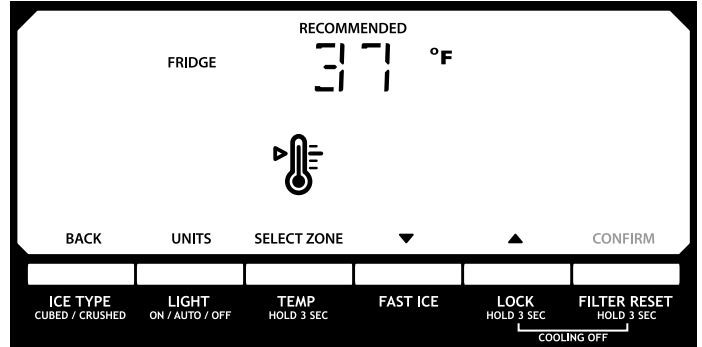 RECOMMENDED
FRIDGE 37 °F
BACK UNITS SELECT ZONE ▼ ▲ CONFIRM
ICE TYPE LIGHT TEMP FAST ICE LOCK FILTER RESET
CUBED / CRUSHED ON / AUTO / OFF HOLD 3 SEC HOLD 3 SEC HOLD 3 SEC
COOLING OFF